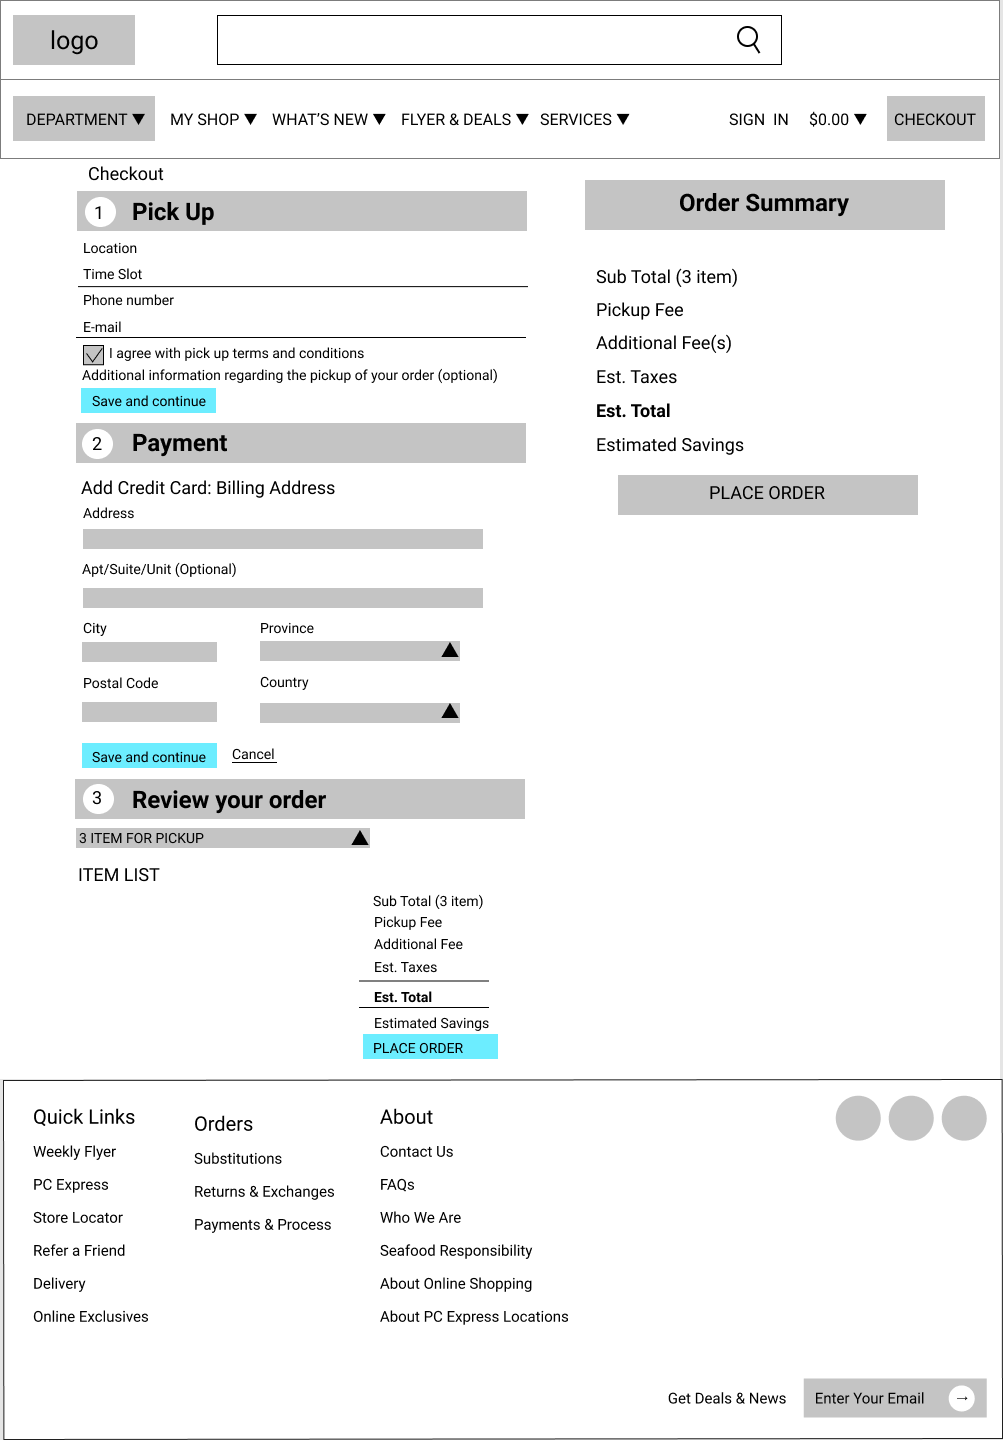 logo
DEPARTMENT ▼ MY SHOP ▼ WHAT'S NEW ▼ FLYER & DEALS ▼ SERVICES ▼ SIGN IN $0.00 ▼ CHECKOUT
Checkout
1 Pick Up
Location
Time Slot
Phone number
E-mail
I agree with pick up terms and conditions
Additional information regarding the pickup of your order (optional)
Save and continue
2 Payment
Add Credit Card: Billing Address
Address
Apt/Suite/Unit (Optional)
City Province
Postal Code Country
Save and continue Cancel
3 Review your order
3 ITEM FOR PICKUP
ITEM LIST
Sub Total (3 item)
Pickup Fee
Additional Fee
Est. Taxes
Est. Total
Estimated Savings
PLACE ORDER
Order Summary
Sub Total (3 item)
Pickup Fee
Additional Fee(s)
Est. Taxes
Est. Total
Estimated Savings
PLACE ORDER
Quick Links
Weekly Flyer
PC Express
Store Locator
Refer a Friend
Delivery
Online Exclusives
Orders
Substitutions
Returns & Exchanges
Payments & Process
About
Contact Us
FAQs
Who We Are
Seafood Responsibility
About Online Shopping
About PC Express Locations
Get Deals & News Enter Your Email →